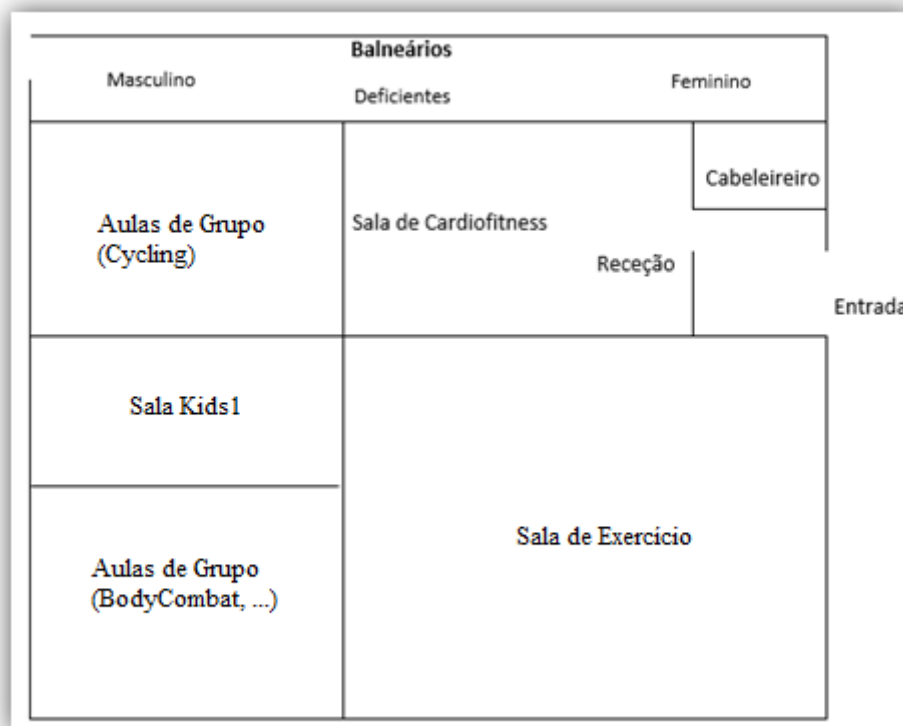 Balneários
Masculino
Deficientes
Feminino
Cabeleireiro
Aulas de Grupo
(Cycling)
Sala de Cardiofitness
Receção
Entrada
Sala Kids1
Sala de Exercício
Aulas de Grupo
(BodyCombat, ...)